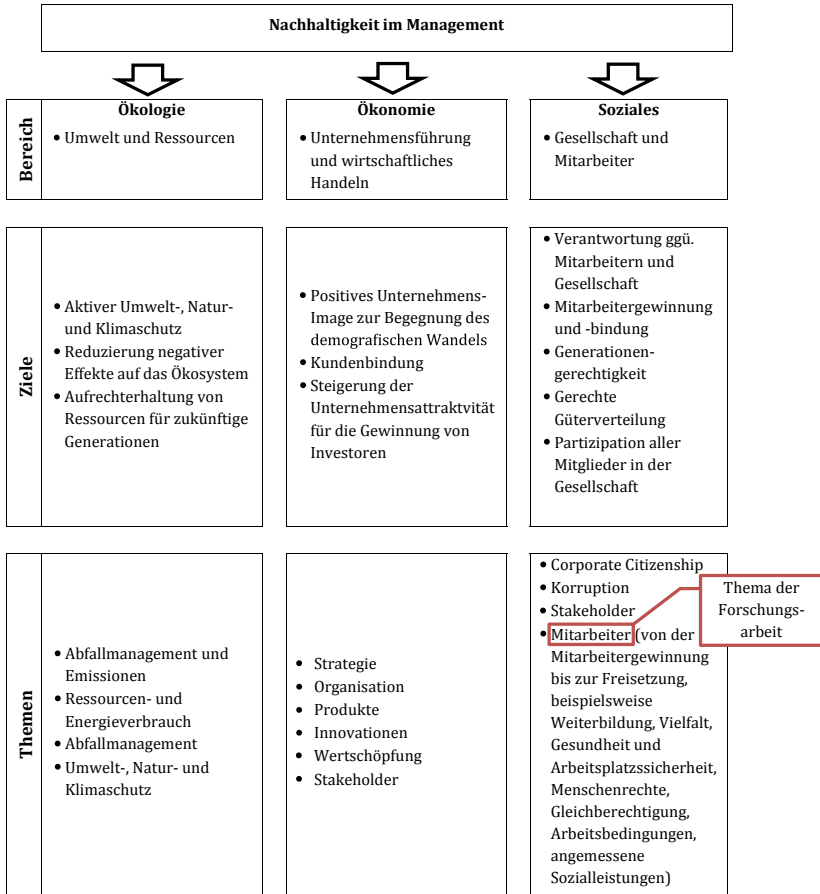 Nachhaltigkeit im Management
Bereich
Ökologie
• Umwelt und Ressourcen
Ökonomie
• Unternehmensführung
und wirtschaftliches
Handeln
Soziales
• Gesellschaft und
Mitarbeiter
Ziele
• Aktiver Umwelt-, Natur-
und Klimaschutz
• Reduzierung negativer
Effekte auf das Ökosystem
• Aufrechterhaltung von
Ressourcen für zukünftige
Generationen
• Positives Unternehmens-
Image zur Begegnung des
demografischen Wandels
• Kundenbindung
• Steigerung der
Unternehmensattraktvität
für die Gewinnung von
Investoren
• Verantwortung ggü.
Mitarbeitern und
Gesellschaft
• Mitarbeitergewinnung
und -bindung
• Generationen-
gerechtigkeit
• Gerechte
Güterverteilung
• Partizipation aller
Mitglieder in der
Gesellschaft
Themen
• Abfallmanagement und
Emissionen
• Ressourcen- und
Energieverbrauch
• Abfallmanagement
• Umwelt-, Natur- und
Klimaschutz
• Strategie
• Organisation
• Produkte
• Innovationen
• Wertschöpfung
• Stakeholder
• Corporate Citizenship
• Korruption
• Stakeholder
• Mitarbeiter (von der
Mitarbeitergewinnung
bis zur Freisetzung,
beispielsweise
Weiterbildung, Vielfalt,
Gesundheit und
Arbeitsplatzssicherheit,
Menschenrechte,
Gleichberechtigung,
Arbeitsbedingungen,
angemessene
Sozialleistungen)
Thema der
Forschungs-
arbeit